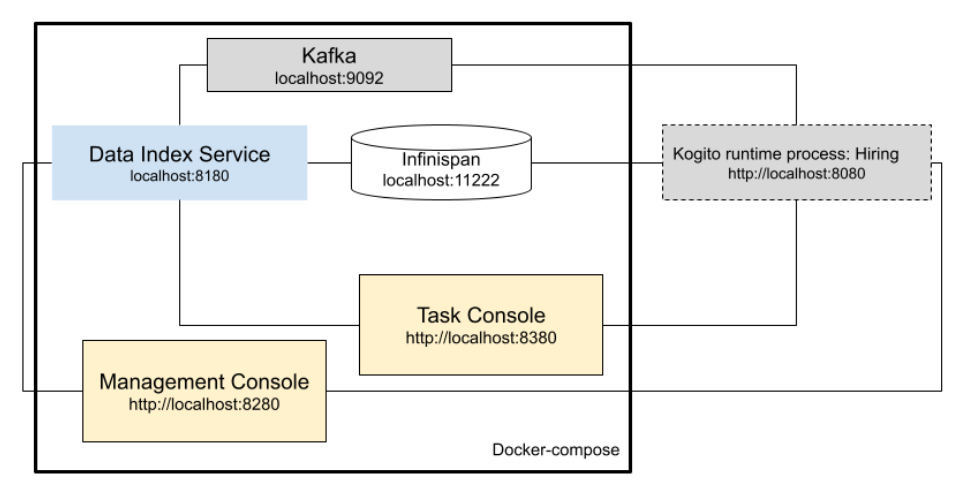 Kafka
localhost:9092
Data Index Service
localhost:8180
Infinispan
localhost:11222
Kogito runtime process: Hiring
http://localhost:8080
Task Console
http://localhost:8380
Management Console
http://localhost:8280
Docker-compose